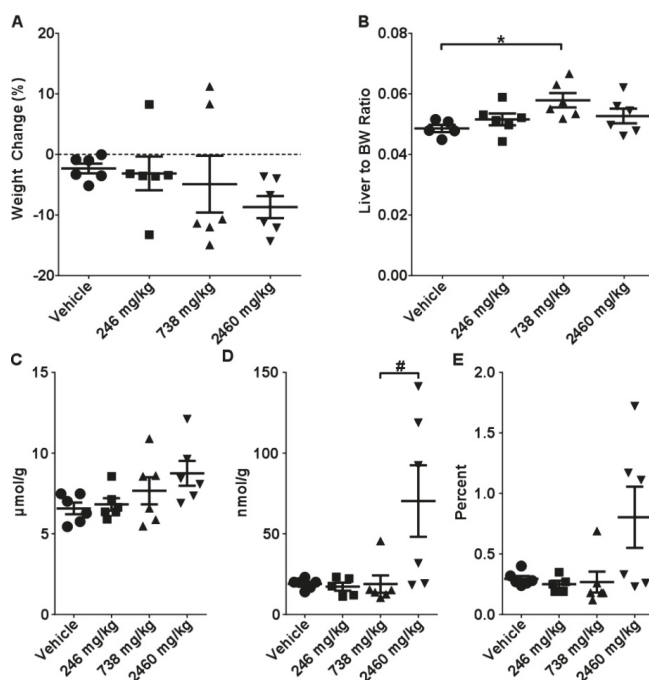 A
B
Weight Change (%)
20
10
0
-10
-20
Vehicle
246 mg/kg
738 mg/kg
2460 mg/kg
Liver to BW Ratio
0.08
0.06
0.04
0.02
0.00
*
Vehicle
246 mg/kg
738 mg/kg
2460 mg/kg
C
D
E
µmol/g
15
10
5
0
Vehicle
246 mg/kg
738 mg/kg
2460 mg/kg
nmol/g
150
100
50
0
#
Vehicle
246 mg/kg
738 mg/kg
2460 mg/kg
Percent
2.0
1.5
1.0
0.5
0.0
Vehicle
246 mg/kg
738 mg/kg
2460 mg/kg